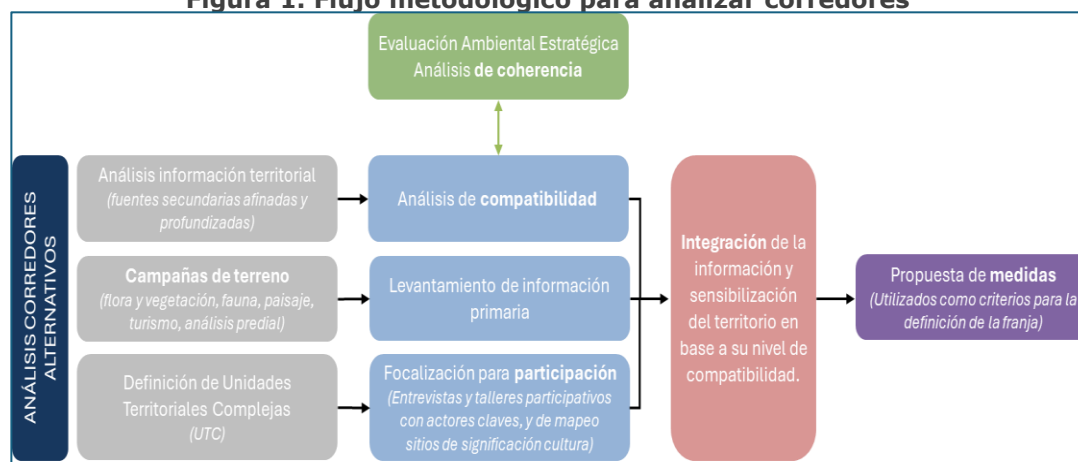 Figura 1. Flujo metodológico para analizar corredores
Evaluación Ambiental Estratégica
Análisis de coherencia
ANÁLISIS CORREDORES
ALTERNATIVOS
Análisis información territorial
(fuentes secundarias afinadas y
profundizadas)
Análisis de compatibilidad
Campañas de terreno
(flora y vegetación, fauna, paisaje,
turismo, análisis predial)
Levantamiento de información
primaria
Definición de Unidades
Territoriales Complejas
(UTC)
Focalización para participación
(Entrevistas y talleres participativos
con actores claves, y de mapeo
sitios de significación cultura)
Integración de la
información y
sensibilización
del territorio en
base a su nivel de
compatibilidad.
Propuesta de medidas
(Utilizados como criterios para la
definición de la franja)